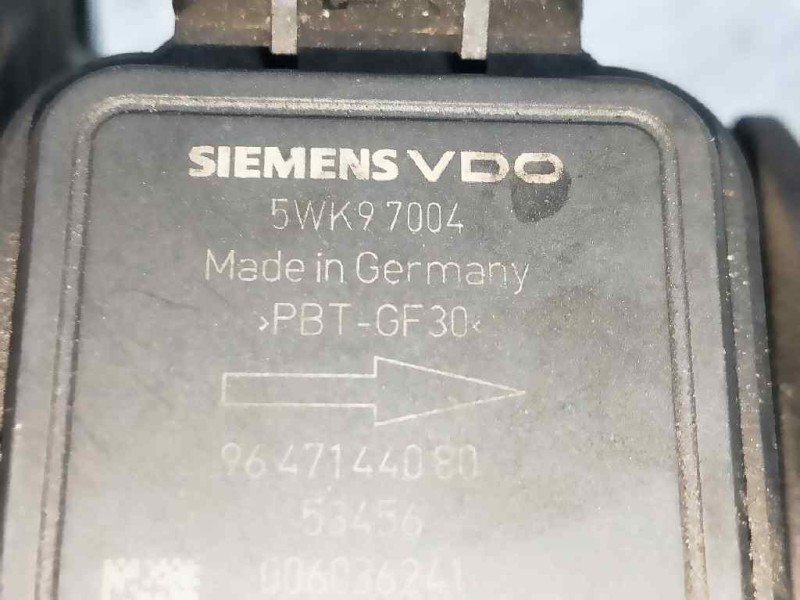 SIEMENS VDO
5WK9 7004
Made in Germany
>PBT-GF30<
96 471440 80
53456
006036241